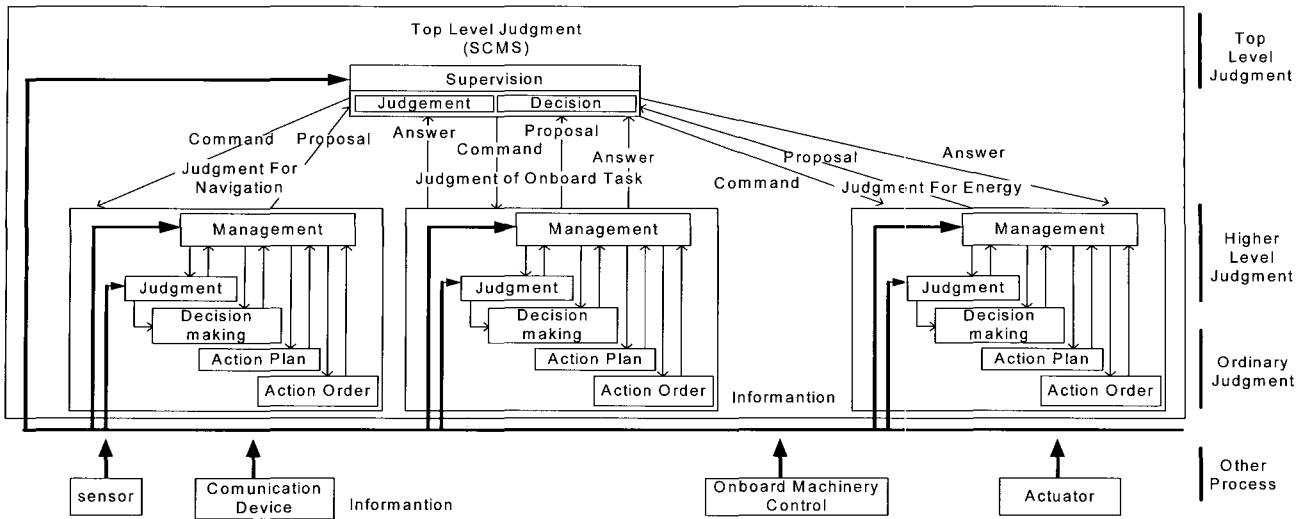 Top Level Judgment
(SCMS)
Supervision
Judgement
Decision
Command
Proposal
Judgment For
Navigation
Answer
Command
Proposal
Answer
Judgment of Onboard Task
Command
Proposal
Answer
Judgment For Energy
Management
Judgment
Decision
making
Action Plan
Action Order
Management
Judgment
Decision
making
Action Plan
Action Order
Management
Judgment
Decision
making
Action Plan
Action Order
Informantion
sensor
Comunication
Device
Informantion
Onboard Machinery
Control
Actuator
Top
Level
Judgment
Higher
Level
Judgment
Ordinary
Judgment
Other
Process